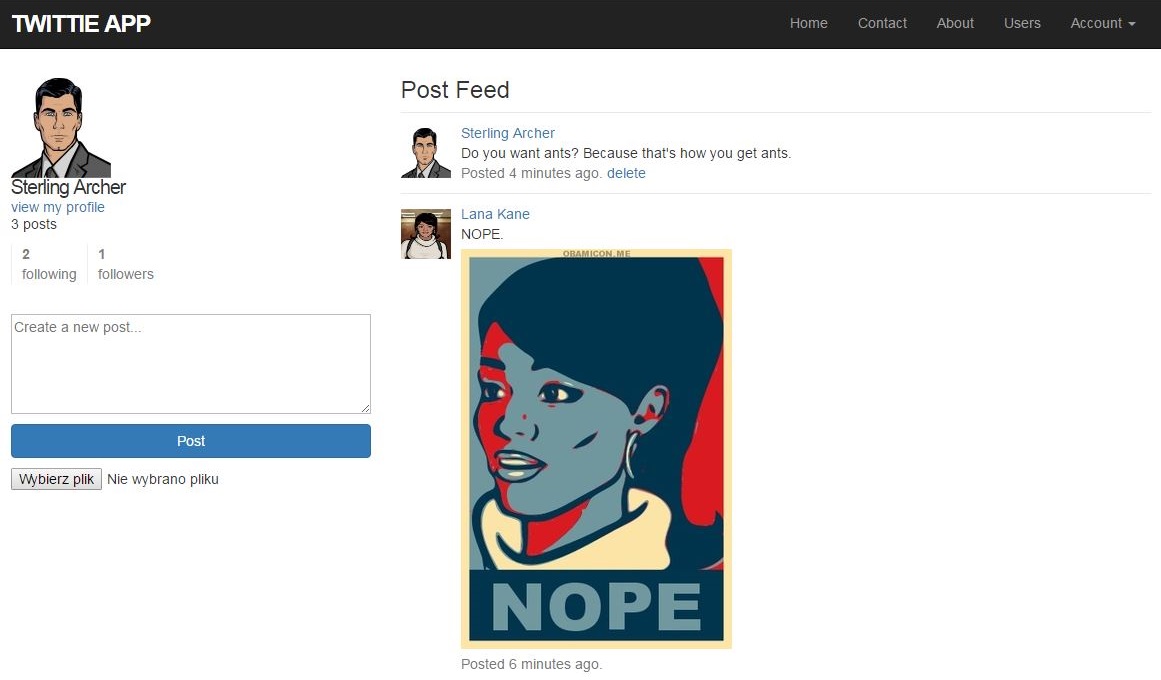 TWITTIE APP
Home Contact About Users Account
Sterling Archer
view my profile
3 posts
2 following
1 followers
Create a new post...
Post
Wybierz plik Nie wybrano pliku
Post Feed
Sterling Archer
Do you want ants? Because that's how you get ants.
Posted 4 minutes ago. delete
Lana Kane
NOPE.
OBAMICON.ME
NOPE
Posted 6 minutes ago.